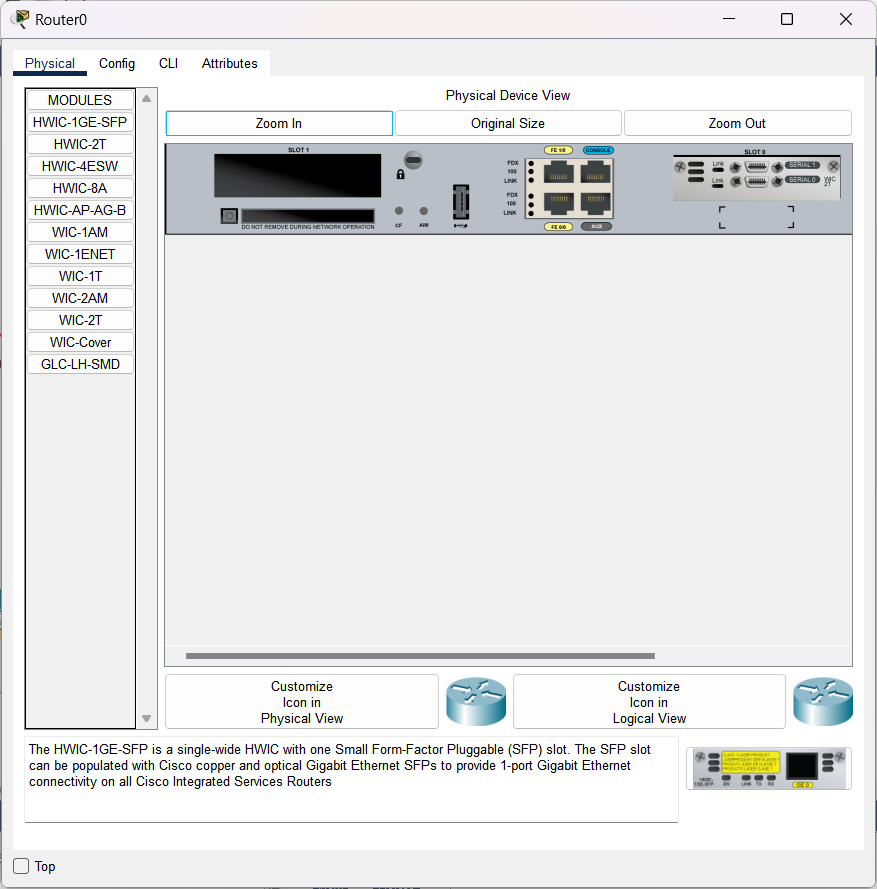 Router0
Physical
Config
CLI
Attributes
MODULES
HWIC-1GE-SFP
HWIC-2T
HWIC-4ESW
HWIC-8A
HWIC-AP-AG-B
WIC-1AM
WIC-1ENET
WIC-1T
WIC-2AM
WIC-2T
WIC-Cover
GLC-LH-SMD
Physical Device View
Zoom In
Original Size
Zoom Out
SLOT 1
DO NOT REMOVE DURING NETWORK OPERATION
CF
AIM
FE 1/0
CONSOLE
FDX
100
LINK
FDX
100
LINK
FE 0/0
AUX
SLOT 0
Link
SERIAL 1
Link
SERIAL 0
WIC
2T
Customize
Icon in
Physical View
Customize
Icon in
Logical View
The HWIC-1GE-SFP is a single-wide HWIC with one Small Form-Factor Pluggable (SFP) slot. The SFP slot
can be populated with Cisco copper and optical Gigabit Ethernet SFPs to provide 1-port Gigabit Ethernet
connectivity on all Cisco Integrated Services Routers
CLASS 1 LASER PRODUCT
HWIC-
1GE-SFP
EN
LINK
TX
RX
GE 0
Top